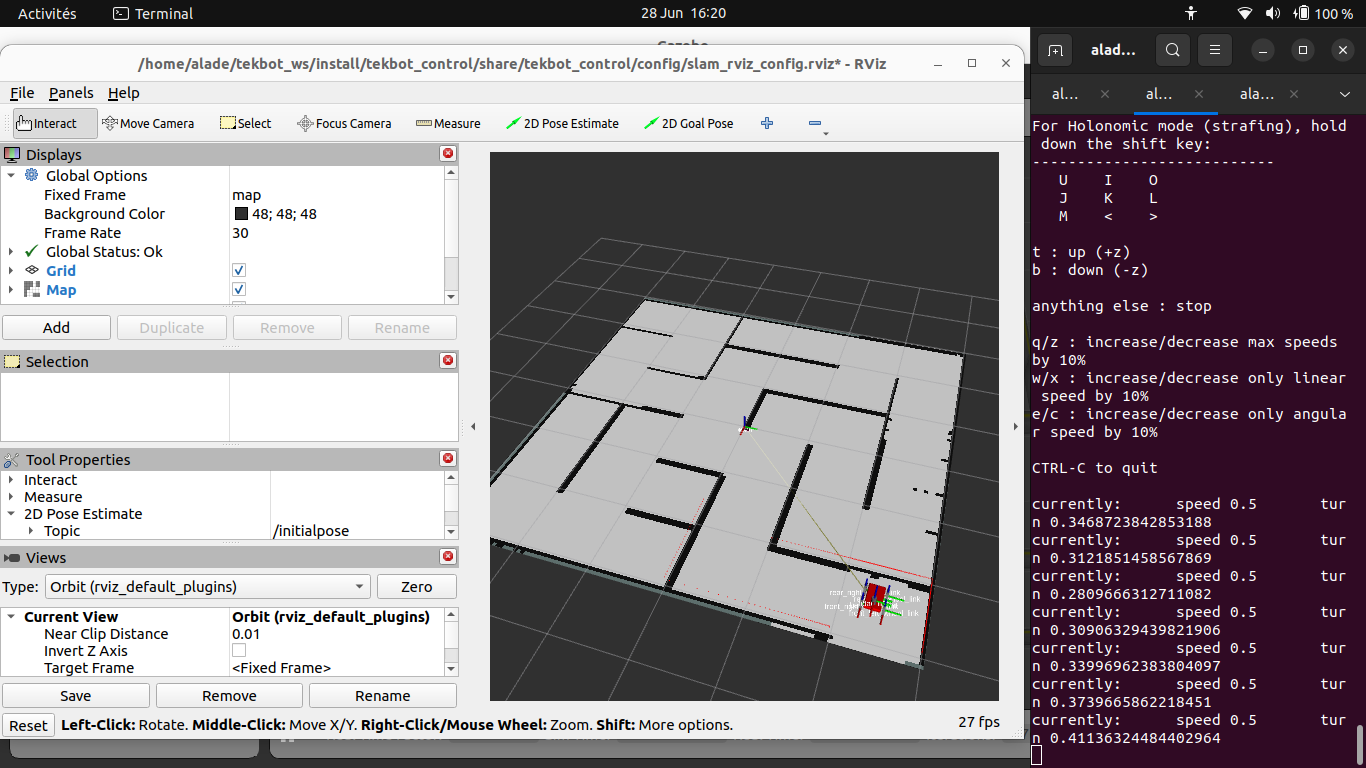 Activités
Terminal
28 Jun 16:20
100 %
/home/alade/tekbot_ws/install/tekbot_control/share/tekbot_control/config/slam_rviz_config.rviz* - RViz
File Panels Help
Interact Move Camera Select Focus Camera Measure 2D Pose Estimate 2D Goal Pose
Displays
Global Options
Fixed Frame map
Background Color 48; 48; 48
Frame Rate 30
Global Status: Ok
Grid
Map
Add Duplicate Remove Rename
Selection
Tool Properties
Interact
Measure
2D Pose Estimate
Topic /initialpose
Views
Type: Orbit (rviz_default_plugins) Zero
Current View Orbit (rviz_default_plugins)
Near Clip Distance 0.01
Invert Z Axis
Target Frame <Fixed Frame>
Save Remove Rename
Reset Left-Click: Rotate. Middle-Click: Move X/Y. Right-Click/Mouse Wheel: Zoom. Shift: More options.
27 fps
alad...
al... al... ala...
For Holonomic mode (strafing), hold
 down the shift key:
---------------------------
U I O
J K L
M < >
t : up (+z)
b : down (-z)
anything else : stop
q/z : increase/decrease max speeds
by 10%
w/x : increase/decrease only linear
 speed by 10%
e/c : increase/decrease only angula
r speed by 10%
CTRL-C to quit
currently: speed 0.5 tur
n 0.3468723842853188
currently: speed 0.5 tur
n 0.3121851458567869
currently: speed 0.5 tur
n 0.2809666312711082
currently: speed 0.5 tur
n 0.30906329439821906
currently: speed 0.5 tur
n 0.33996962383804097
currently: speed 0.5 tur
n 0.3739665862218451
currently: speed 0.5 tur
n 0.41136324484402964